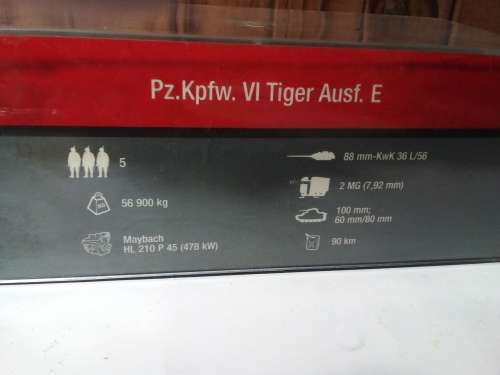 Pz.Kpfw. VI Tiger Ausf. E
5
56 900 kg
Maybach
HL 210 P 45 (478 kW)
88 mm-KwK 36 L/56
2 MG (7,92 mm)
100 mm;
60 mm/80 mm
90 km